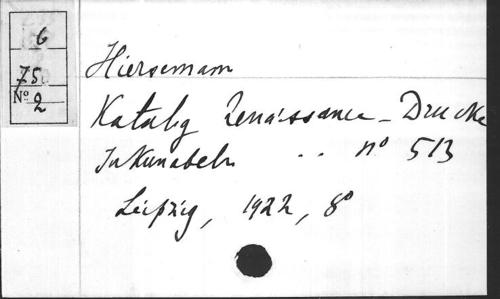 6
75
Nº 2
Hiersemann
Katalog Renaissance-Drucke
Inkunabeln .. nº 513
Leipzig, 1922, 8º